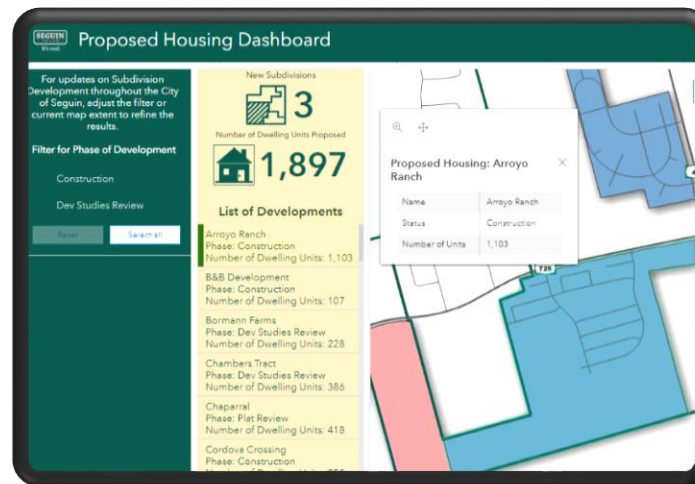 SEGUIN
It's real.
Proposed Housing Dashboard
For updates on Subdivision
Development throughout the City
of Seguin, adjust the filter or
current map extent to refine the
results.
Filter for Phase of Development
Construction
Dev Studies Review
Reset
Select all
New Subdivisions
3
Number of Dwelling Units Proposed
1,897
List of Developments
Arroyo Ranch
Phase: Construction
Number of Dwelling Units: 1,103
B&B Development
Phase: Construction
Number of Dwelling Units: 107
Bormann Farms
Phase: Dev Studies Review
Number of Dwelling Units: 228
Chambers Tract
Phase: Dev Studies Review
Number of Dwelling Units: 386
Chaparral
Phase: Plat Review
Number of Dwelling Units: 418
Cordova Crossing
Phase: Construction
Number of Dwelling Units:
Proposed Housing: Arroyo
Ranch
Name Arroyo Ranch
Status Construction
Number of Units 1,103
725